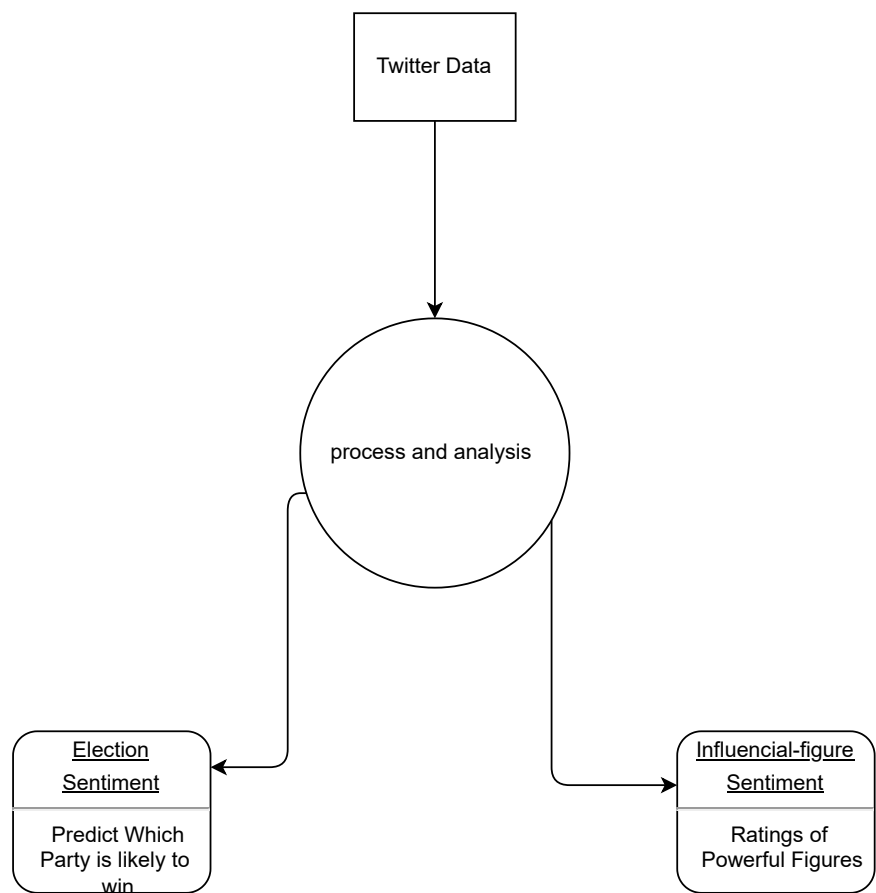 Twitter Data
process and analysis
Election
Sentiment
Predict Which
Party is likely to
win
Influencial-figure
Sentiment
Ratings of
Powerful Figures